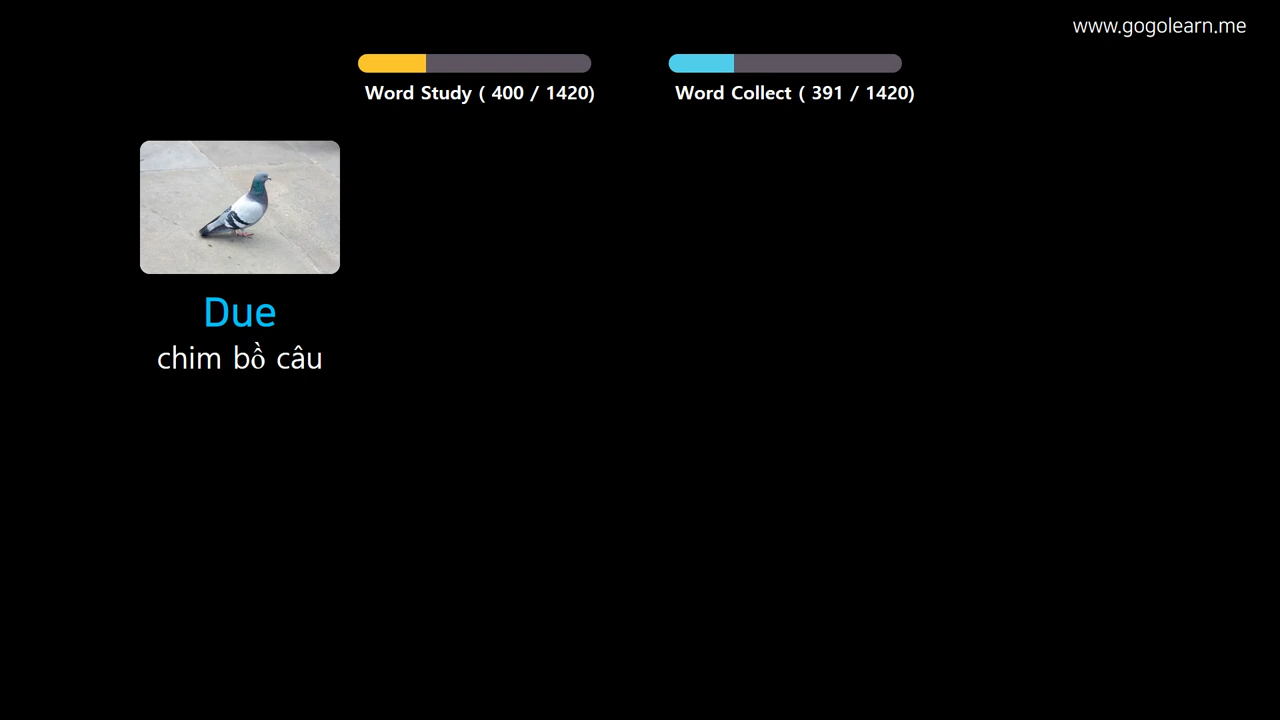 www.gogolearn.me
Word Study ( 400 / 1420)
Word Collect ( 391 / 1420)
Due
chim bồ câu